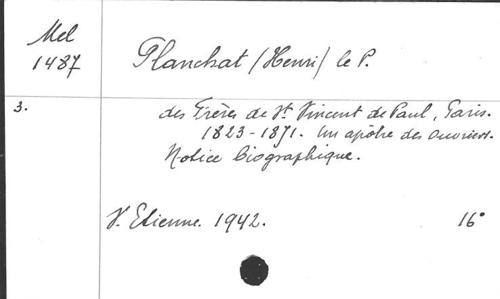 Mel
1487
Planchat (Henri) le P.
3.
des Frères de St Vincent de Paul, Paris.
1823-1871. Un apôtre des ouvriers.
Notice biographique.
St. Etienne. 1942. 16°